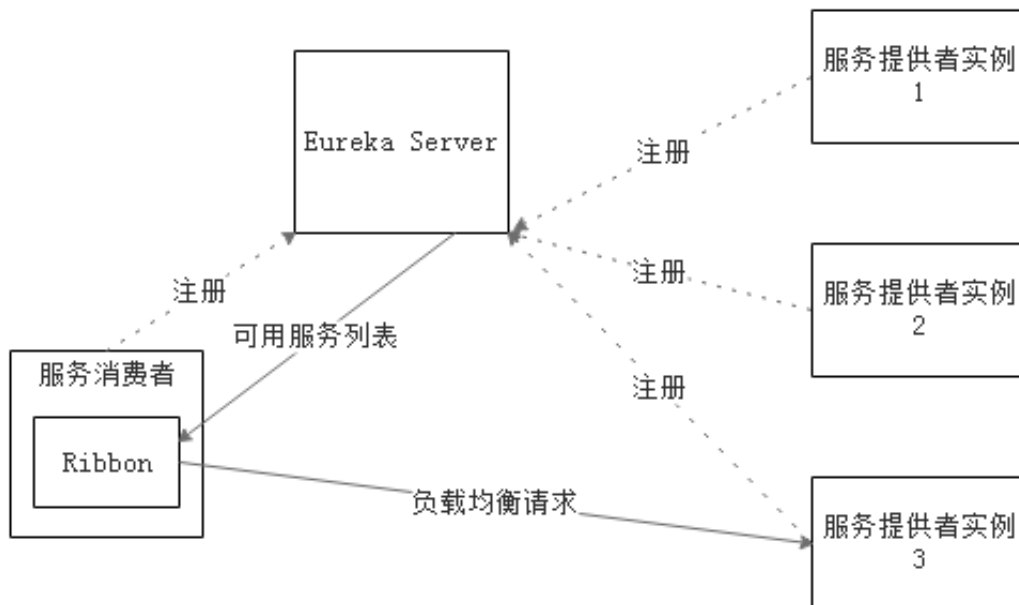 服务提供者实例
1
Eureka Server
注册
注册
服务提供者实例
2
注册
可用服务列表
服务消费者
注册
Ribbon
负载均衡请求
服务提供者实例
3